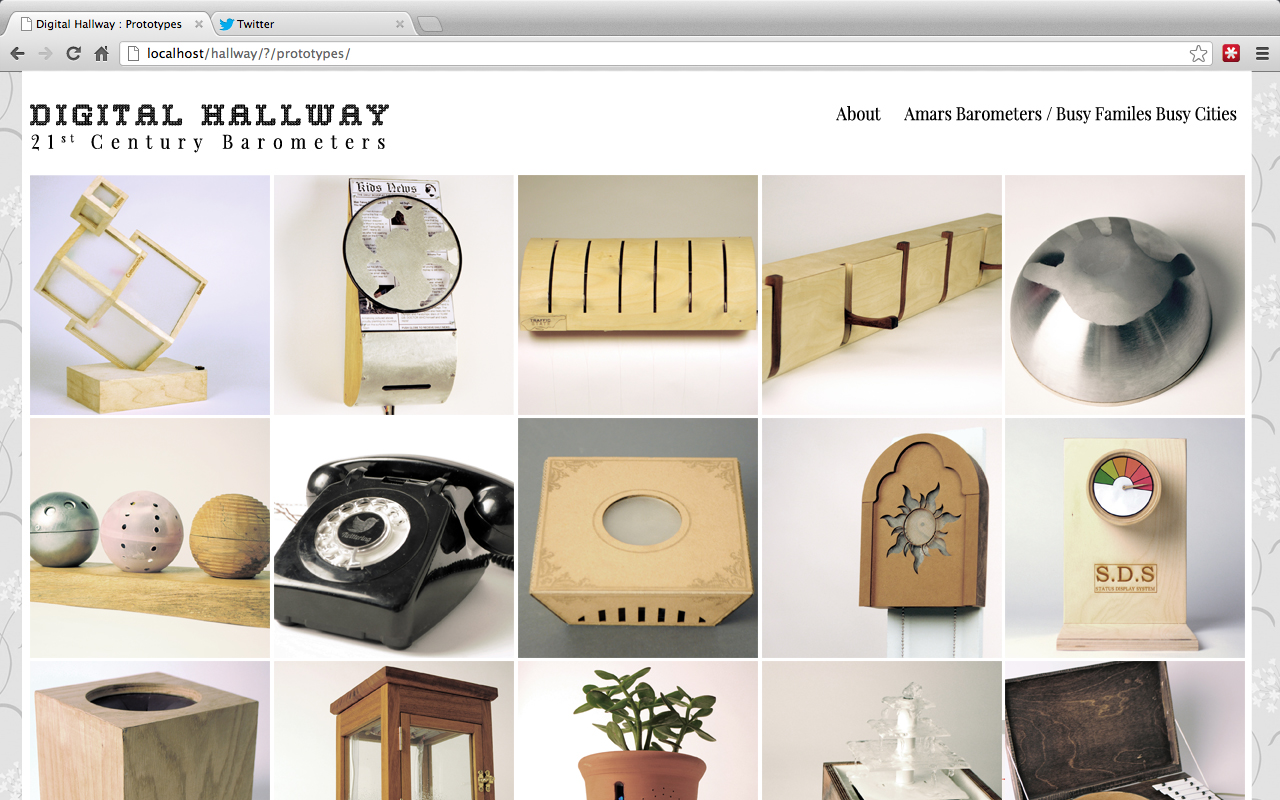 Digital Hallway : Prototypes
Twitter
localhost/hallway/?/prototypes/
DIGITAL HALLWAY
21st Century Barometers
About
Amars Barometers / Busy Familes Busy Cities
Kids News
S.D.S
STATUS DISPLAY SYSTEM